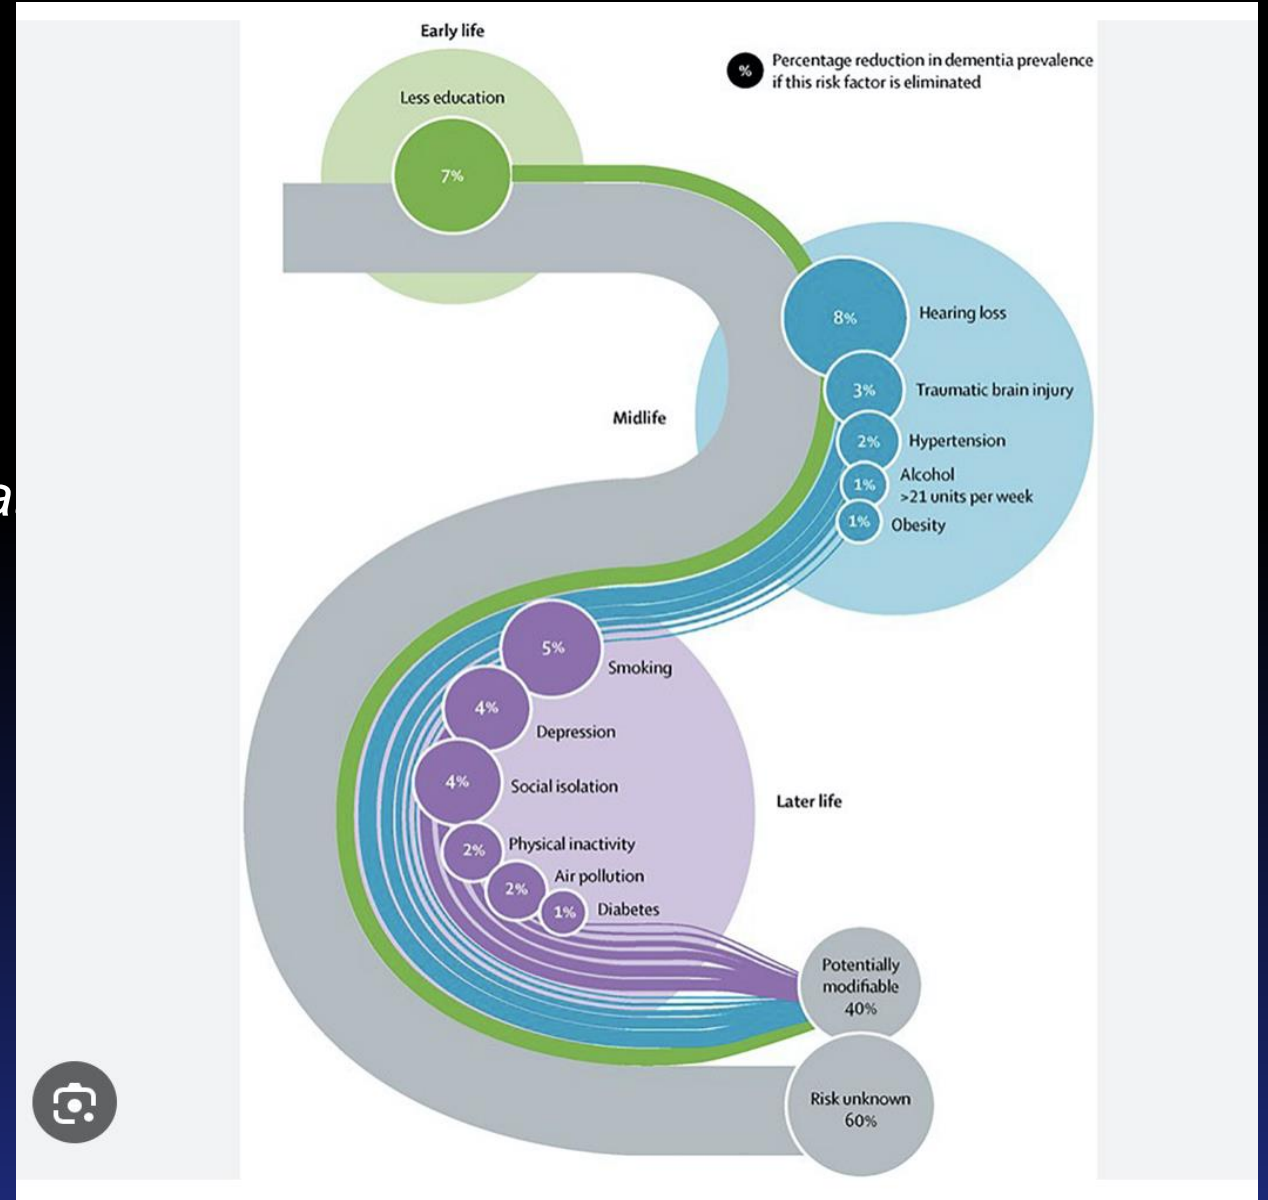 Early life
Percentage reduction in dementia prevalence
if this risk factor is eliminated
%
Less education
7%
8%
Hearing loss
3%
Traumatic brain injury
Midlife
2%
Hypertension
1%
Alcohol
>21 units per week
1%
Obesity
a
5%
Smoking
4%
Depression
4%
Social isolation
Later life
2%
Physical inactivity
2%
Air pollution
1%
Diabetes
Potentially
modifiable
40%
Risk unknown
60%